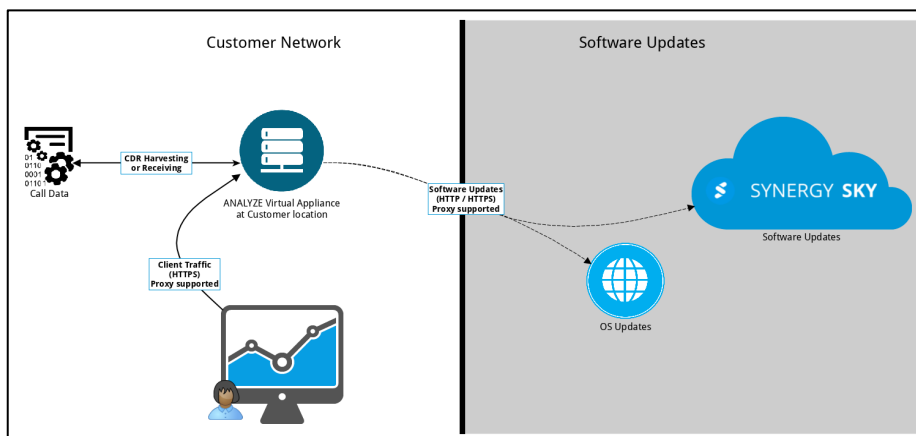 Customer Network
Software Updates
01
0110
0001
01101
Call Data
CDR Harvesting
or Receiving
ANALYZE Virtual Appliance
at Customer location
Software Updates
(HTTP / HTTPS)
Proxy supported
SYNERGY SKY
Software Updates
Client Traffic
(HTTPS)
Proxy supported
OS Updates